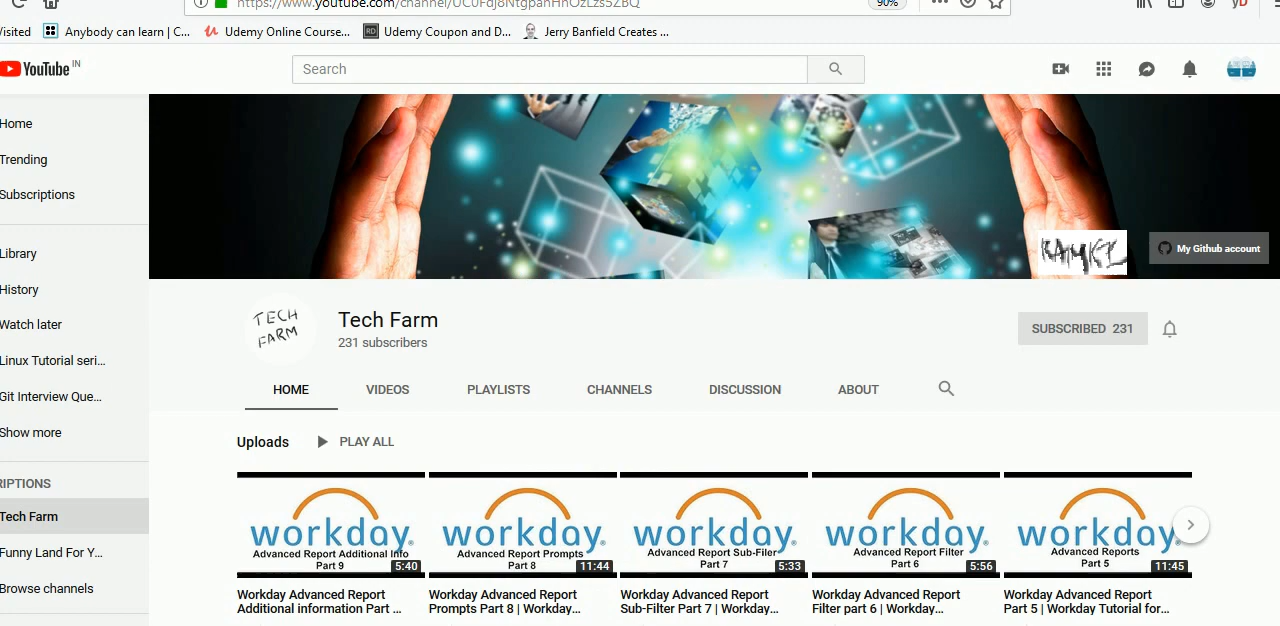 https://www.youtube.com/channel/UC0Fdj8NtgpanHnOzLzs5ZBQ
90%
isited
Anybody can learn | C...
Udemy Online Course...
RD
Udemy Coupon and D...
Jerry Banfield Creates ...
YouTube IN
Search
Home
Trending
Subscriptions
Library
History
Watch later
Linux Tutorial seri...
Git Interview Que...
Show more
RIPTIONS
Tech Farm
Funny Land For Y...
Browse channels
My Github account
TECH
FARM
Tech Farm
231 subscribers
SUBSCRIBED 231
HOME VIDEOS PLAYLISTS CHANNELS DISCUSSION ABOUT
Uploads PLAY ALL
workday.
Advanced Report Additional Info
Part 9
5:40
Workday Advanced Report
Additional information Part ...
workday.
Advanced Report Prompts
Part 8
11:44
Workday Advanced Report
Prompts Part 8 | Workday...
workday.
Advanced Report Sub-Filer
Part 7
5:33
Workday Advanced Report
Sub-Filter Part 7 | Workday...
workday.
Advanced Report Filter
Part 6
5:56
Workday Advanced Report
Filter part 6 | Workday...
workday.
Advanced Reports
Part 5
11:45
Workday Advanced Report
Part 5 | Workday Tutorial for...